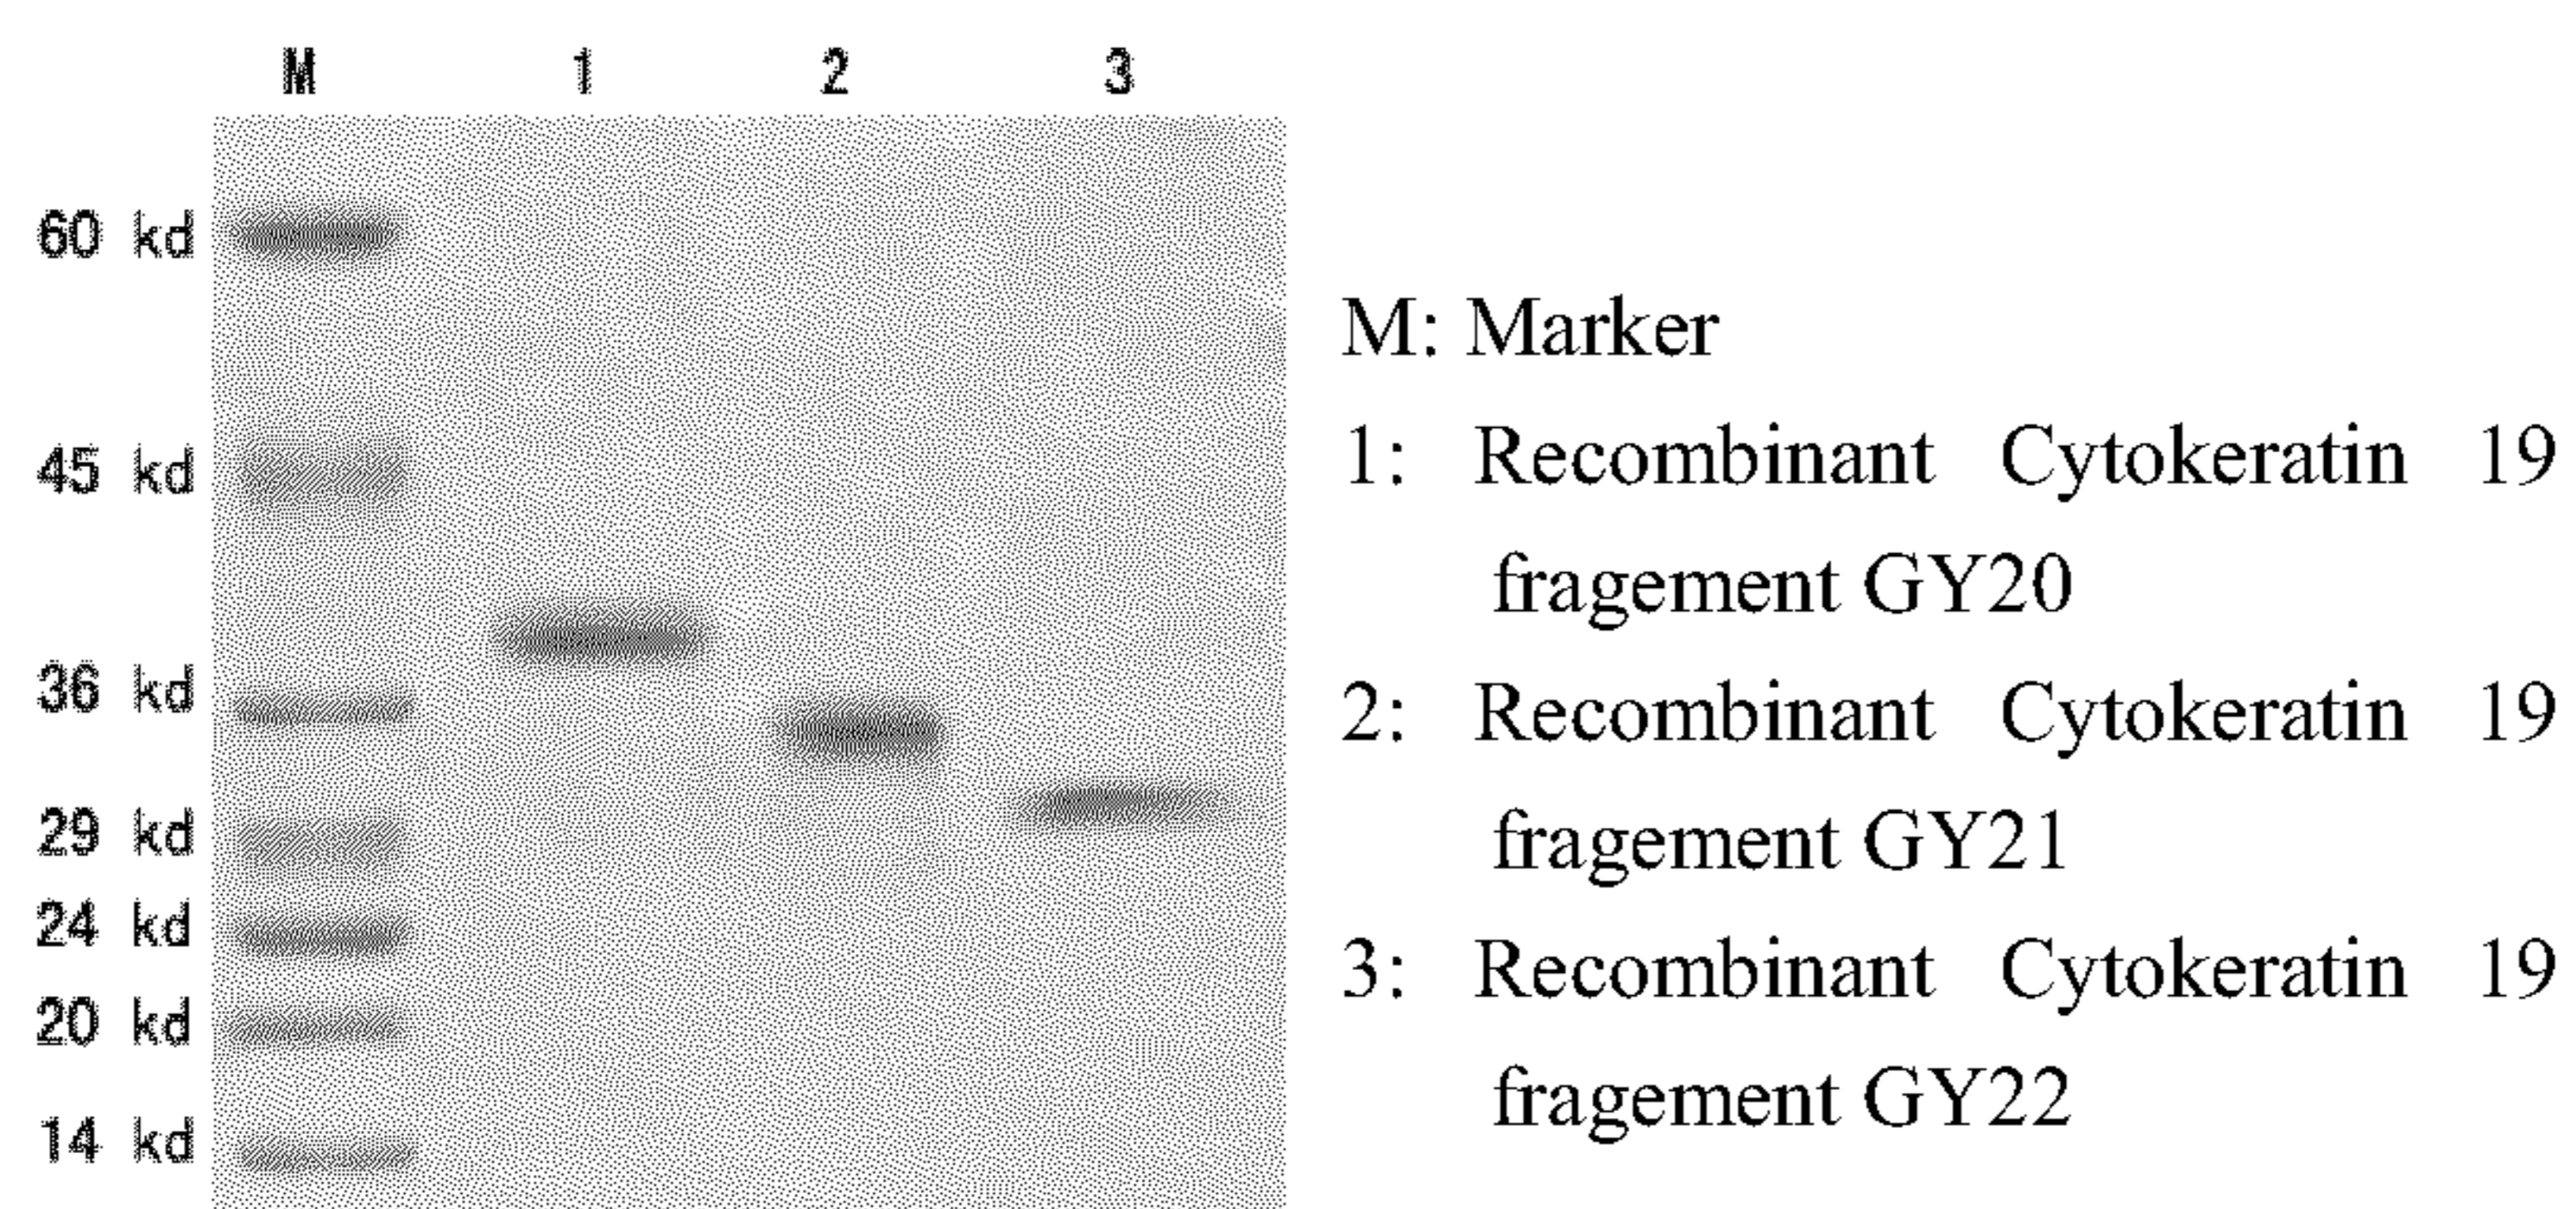 M 1 2 3
60 kd
45 kd
36 kd
29 kd
24 kd
20 kd
14 kd
M: Marker
1: Recombinant Cytokeratin 19
fragement GY20
2: Recombinant Cytokeratin 19
fragement GY21
3: Recombinant Cytokeratin 19
fragement GY22